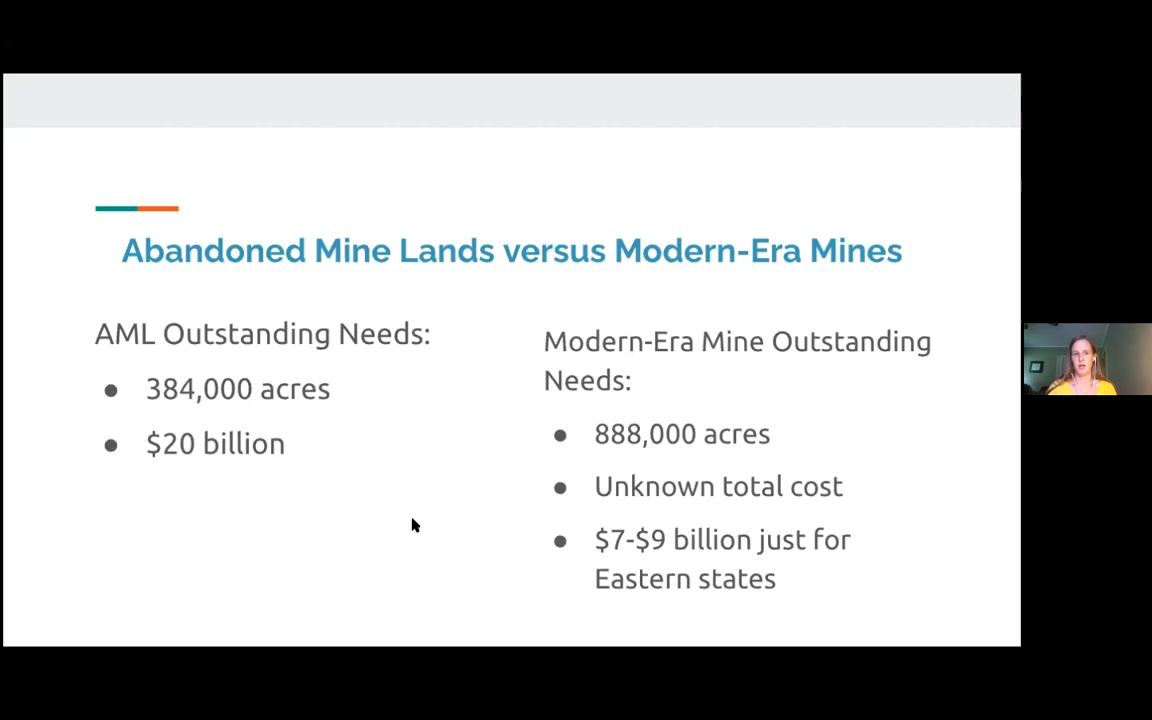 Abandoned Mine Lands versus Modern-Era Mines
AML Outstanding Needs:
● 384,000 acres
● $20 billion
Modern-Era Mine Outstanding
Needs:
● 888,000 acres
● Unknown total cost
● $7-$9 billion just for
Eastern states